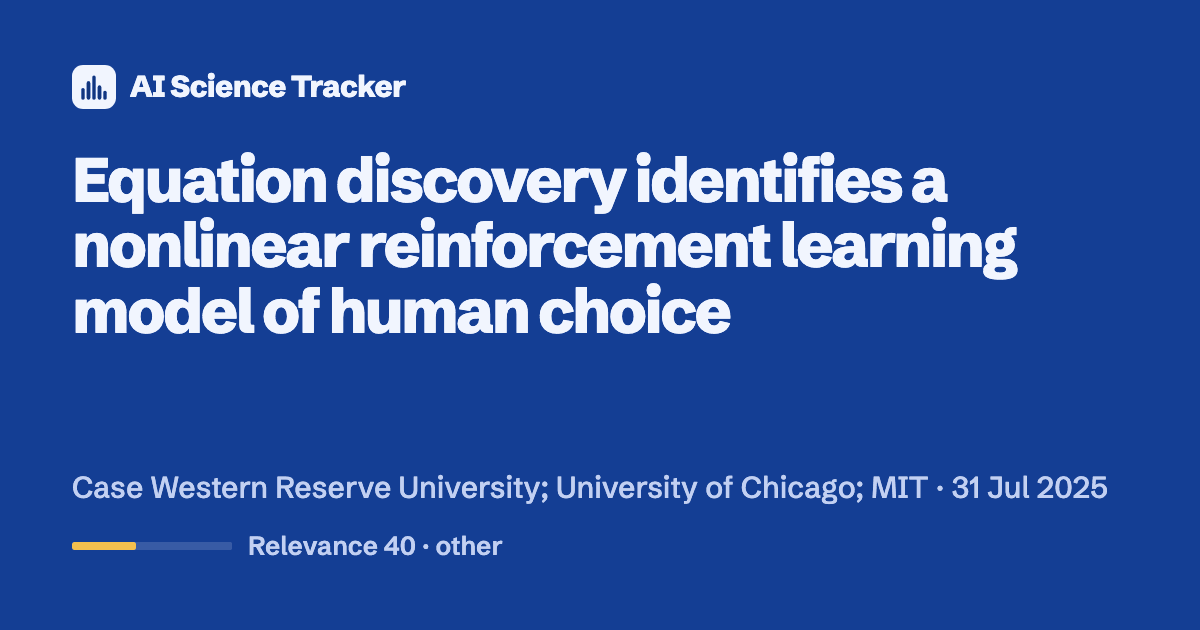 AI Science Tracker
Equation discovery identifies a
nonlinear reinforcement learning
model of human choice
Case Western Reserve University; University of Chicago; MIT · 31 Jul 2025
Relevance 40 · other